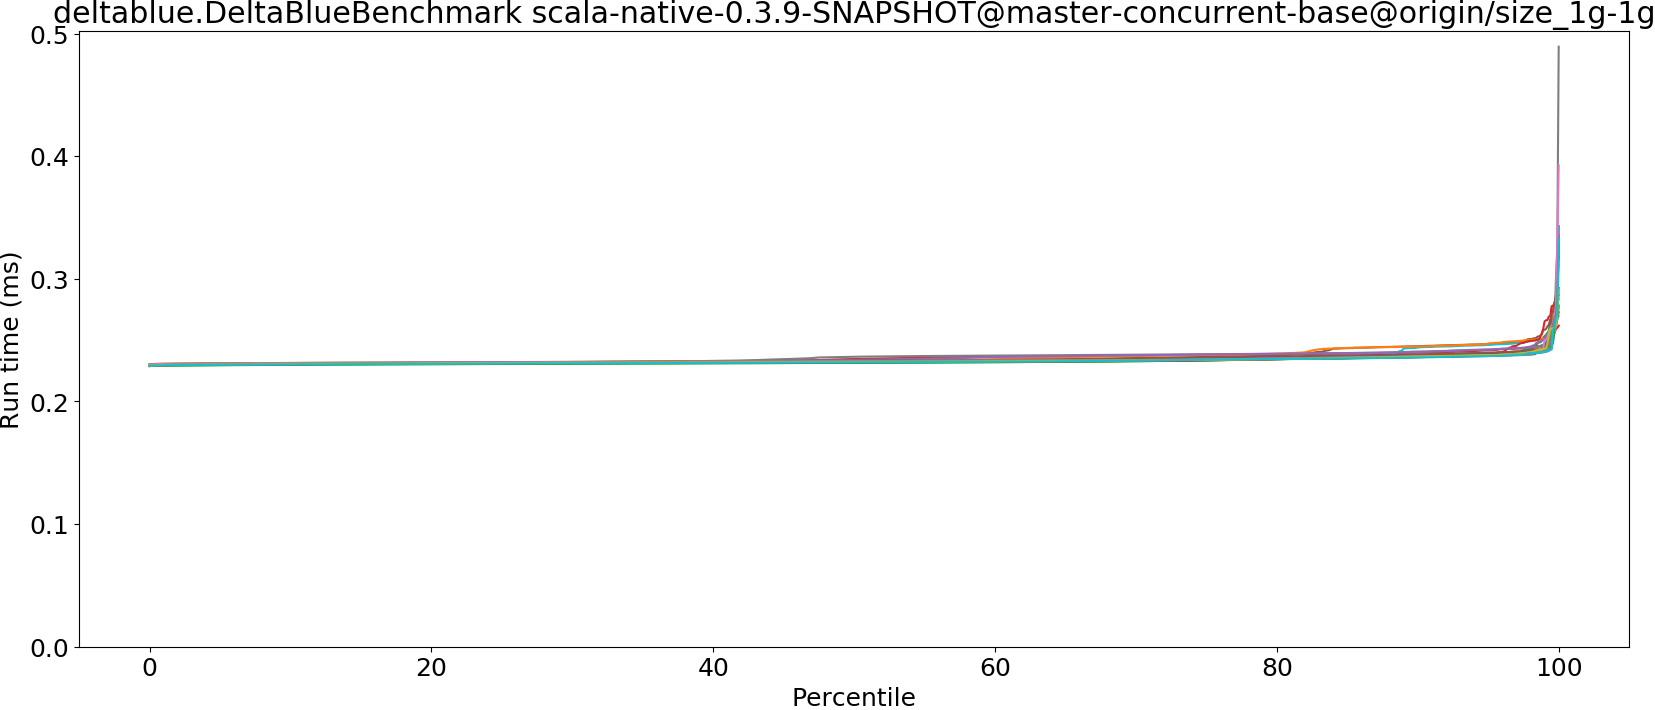 deltablue.DeltaBlueBenchmark scala-native-0.3.9-SNAPSHOT@master-concurrent-base@origin/size_1g-1g
0.5
0.4
0.3
0.2
0.1
0.0
Run time (ms)
0 20 40 60 80 100
Percentile